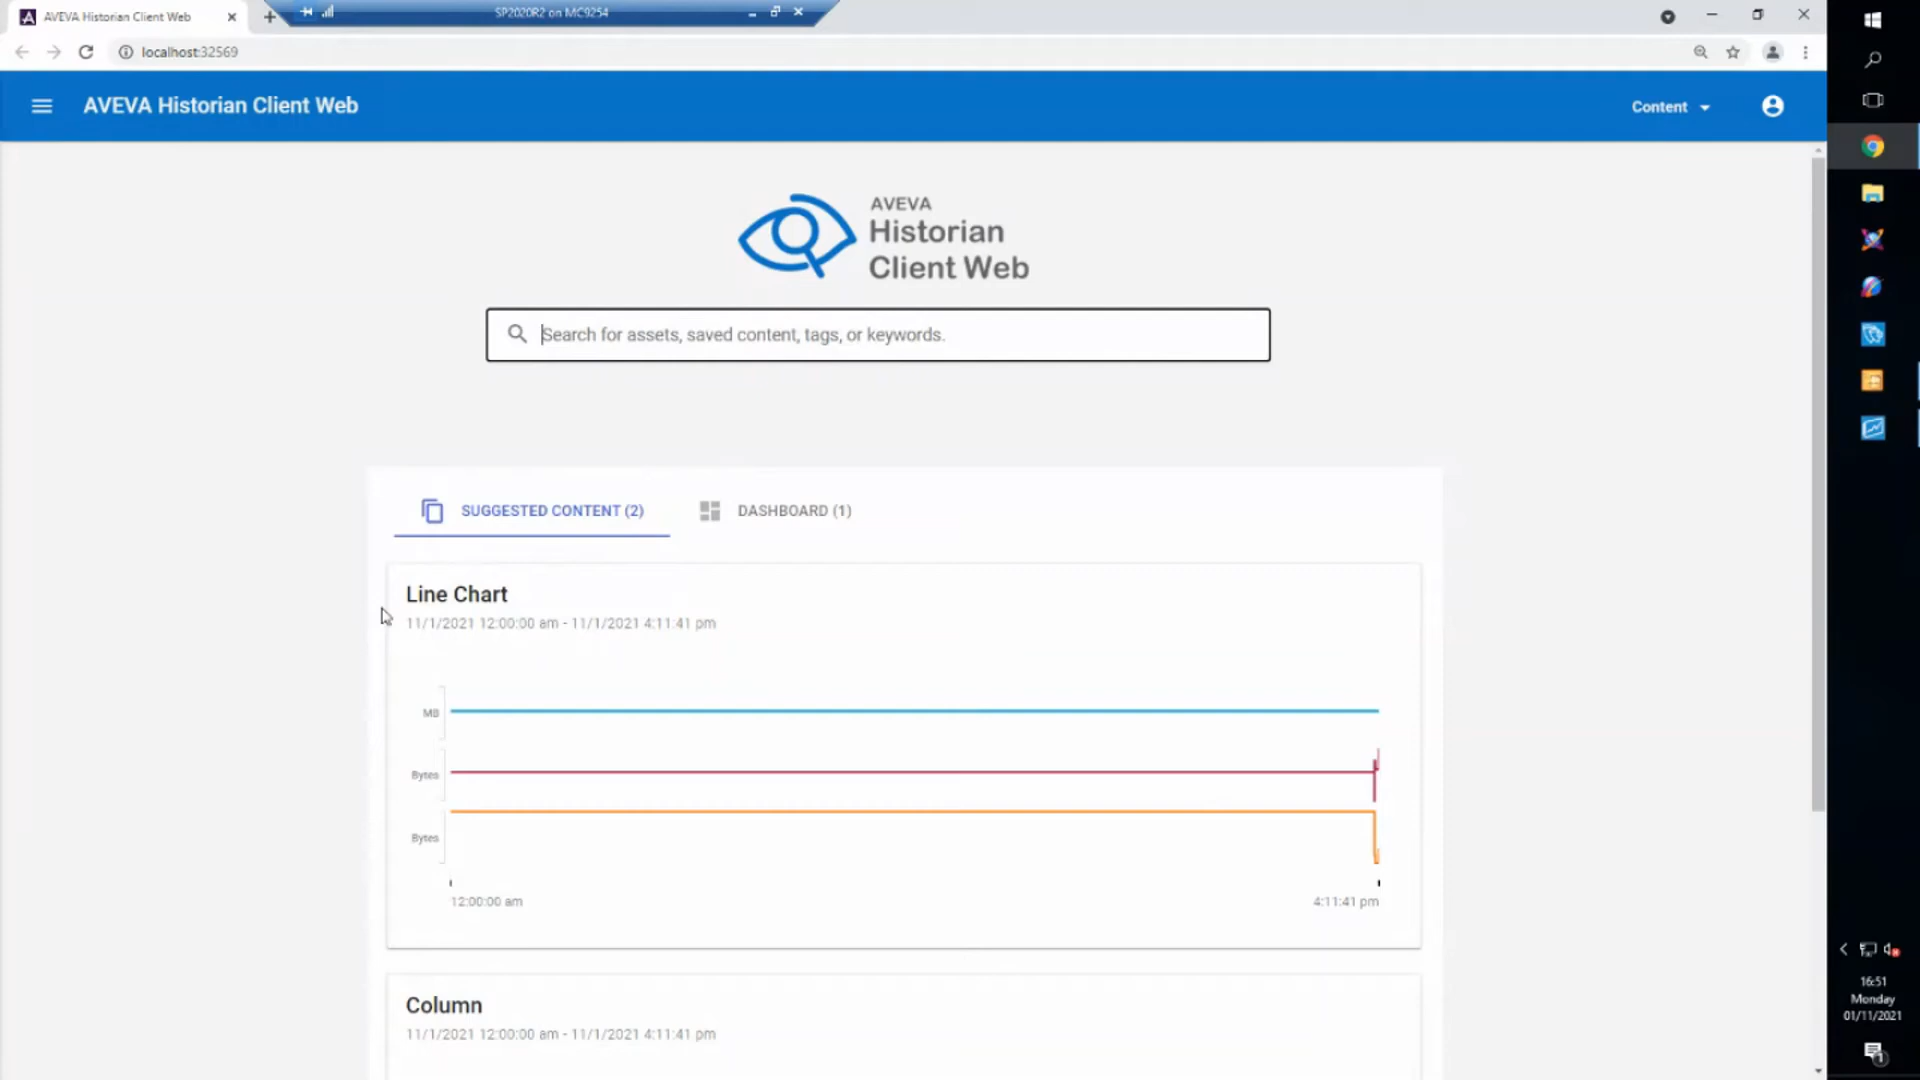 AVEVA Historian Client Web
SP2020R2 on MC9254
localhost:32569
AVEVA Historian Client Web
Content
AVEVA
Historian
Client Web
Search for assets, saved content, tags, or keywords.
SUGGESTED CONTENT (2)
DASHBOARD (1)
Line Chart
11/1/2021 12:00:00 am - 11/1/2021 4:11:41 pm
MB
Bytes
Bytes
12:00:00 am
4:11:41 pm
Column
11/1/2021 12:00:00 am - 11/1/2021 4:11:41 pm
16:51
Monday
01/11/2021
1